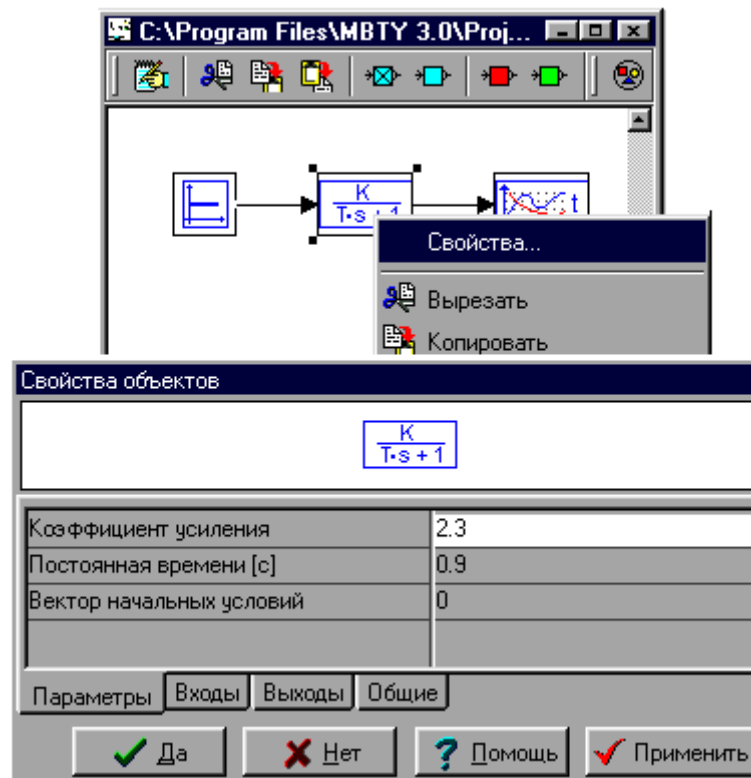 C:\Program Files\MBTY 3.0\Proj...
K
T•s + 1
t
Свойства...
Вырезать
Копировать
Свойства объектов
K
T•s + 1
Коэффициент усиления 2.3
Постоянная времени [с] 0.9
Вектор начальных условий 0
Параметры Входы Выходы Общие
Да Нет ? Помощь Применить